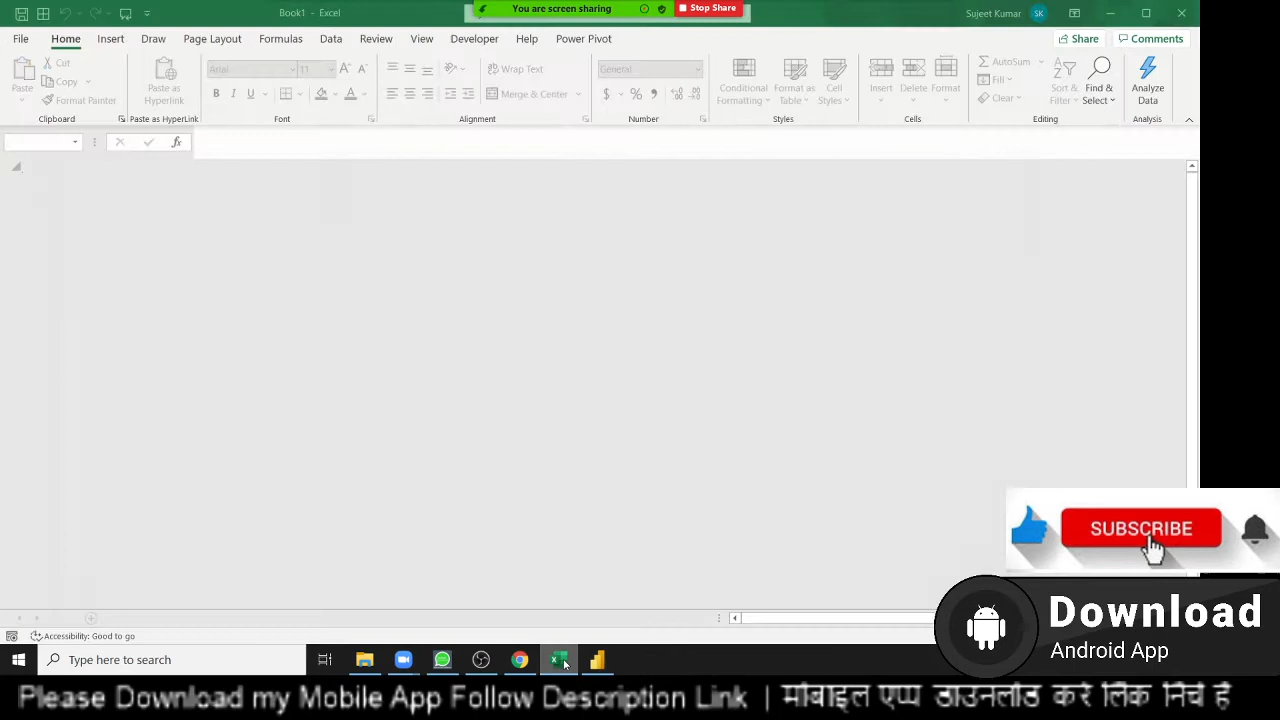 Book1 - Excel
You are screen sharing
Stop Share
Sujeet Kumar
SK
File
Home
Insert
Draw
Page Layout
Formulas
Data
Review
View
Developer
Help
Power Pivot
Share
Comments
Paste
Cut
Copy
Format Painter
Clipboard
Paste as
Hyperlink
Paste as HyperLink
Arial
11
B I U
Font
Wrap Text
Merge & Center
Alignment
General
$ % ,
Number
Conditional
Formatting
Format as
Table
Cell
Styles
Styles
Insert
Delete
Format
Cells
AutoSum
Fill
Clear
Sort &
Filter
Find &
Select
Editing
Analyze
Data
Analysis
fx
SUBSCRIBE
Download
Android App
Accessibility: Good to go
Type here to search
Please Download my Mobile App Follow Description Link | मोबाइल एप्प डाउनलोड करे लिंक निचे है